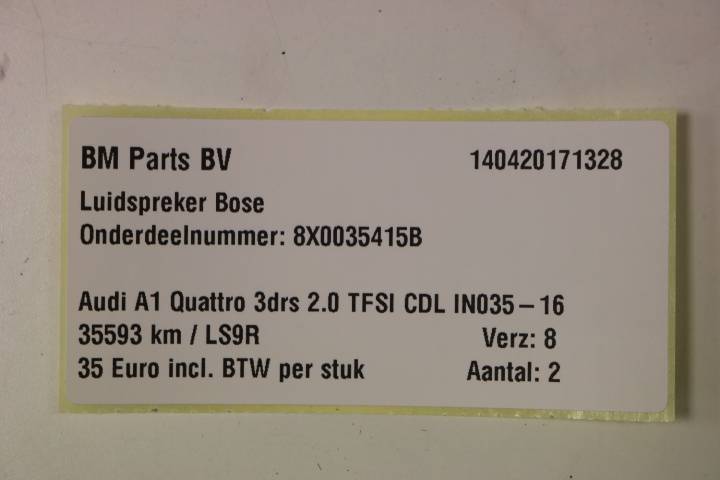 BM Parts BV 140420171328
Luidspreker Bose
Onderdeelnummer: 8X0035415B
Audi A1 Quattro 3drs 2.0 TFSI CDL IN035-16
35593 km / LS9R Verz: 8
35 Euro incl. BTW per stuk Aantal: 2